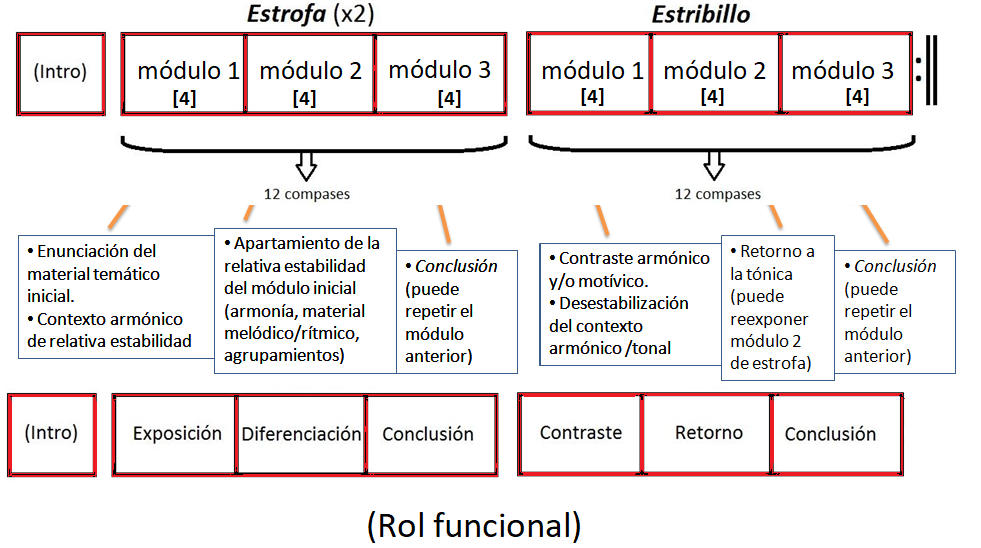 Estrofa (x2)
Estribillo
(Intro)
módulo 1
[4]
módulo 2
[4]
módulo 3
[4]
módulo 1
[4]
módulo 2
[4]
módulo 3
[4]
:
12 compases
12 compases
• Enunciación del
material temático
inicial.
• Contexto armónico
de relativa estabilidad
• Apartamiento de la
relativa estabilidad
del módulo inicial
(armonía, material
melódico/rítmico,
agrupamientos)
• Conclusión
(puede
repetir el
módulo
anterior)
• Contraste armónico
y/o motívico.
• Desestabilización
del contexto
armónico /tonal
• Retorno a
la tónica
(puede
reexponer
módulo 2
de estrofa)
• Conclusión
(puede
repetir el
módulo
anterior)
(Intro)
Exposición
Diferenciación
Conclusión
Contraste
Retorno
Conclusión
(Rol funcional)